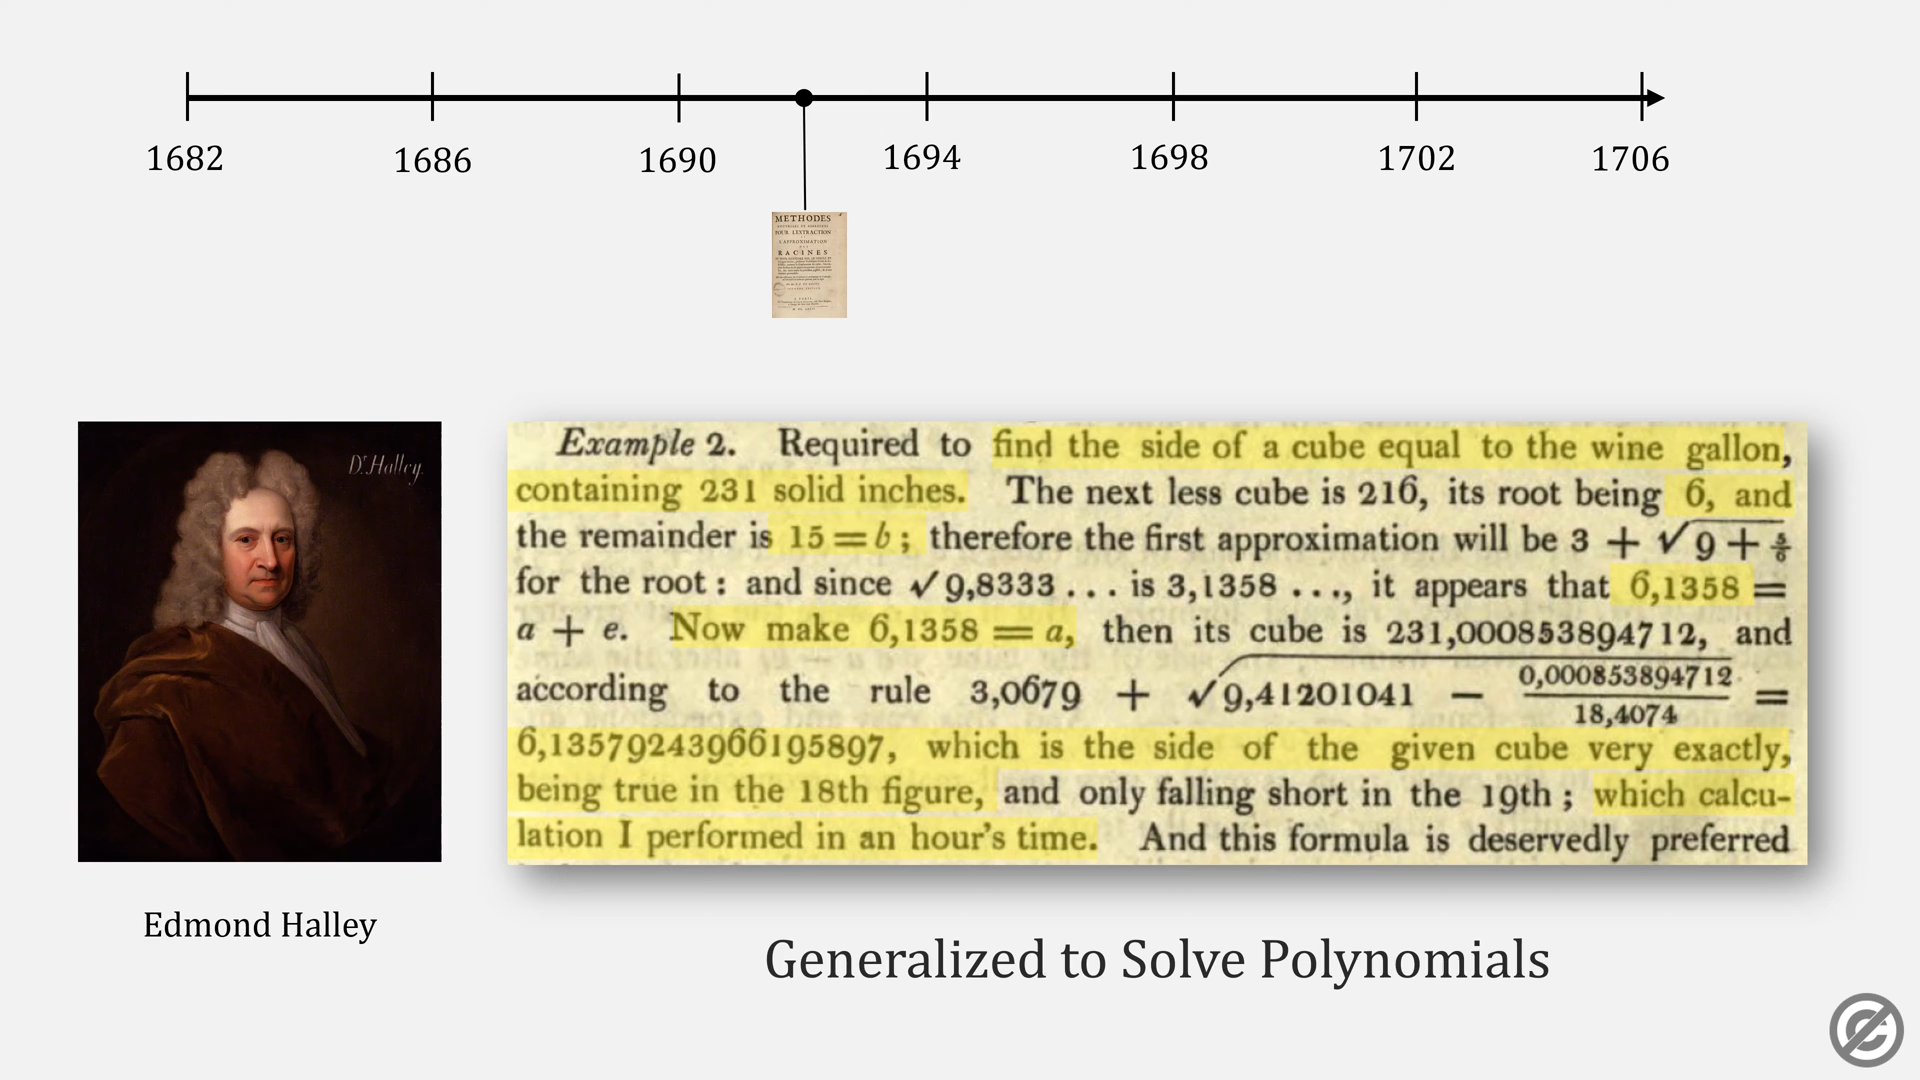 1682 1686 1690 1694 1698 1702 1706
METHODES
POUR L'EXTRACTION
L'APPROXIMATION
RACINES
A PARIS
Dr. Halley.
Example 2. Required to find the side of a cube equal to the wine gallon,
containing 231 solid inches. The next less cube is 216, its root being 6, and
the remainder is 15 = b; therefore the first approximation will be 3 + √9 + 5/6
for the root: and since √9,8333 ... is 3,1358 ..., it appears that 6,1358 =
a + e. Now make 6,1358 = a, then its cube is 231,000853894712, and
according to the rule 3,0679 + √9,41201041 − 0,000853894712/18,4074 =
6,13579243966195897, which is the side of the given cube very exactly,
being true in the 18th figure, and only falling short in the 19th; which calcu-
lation I performed in an hour's time. And this formula is deservedly preferred
Edmond Halley
Generalized to Solve Polynomials